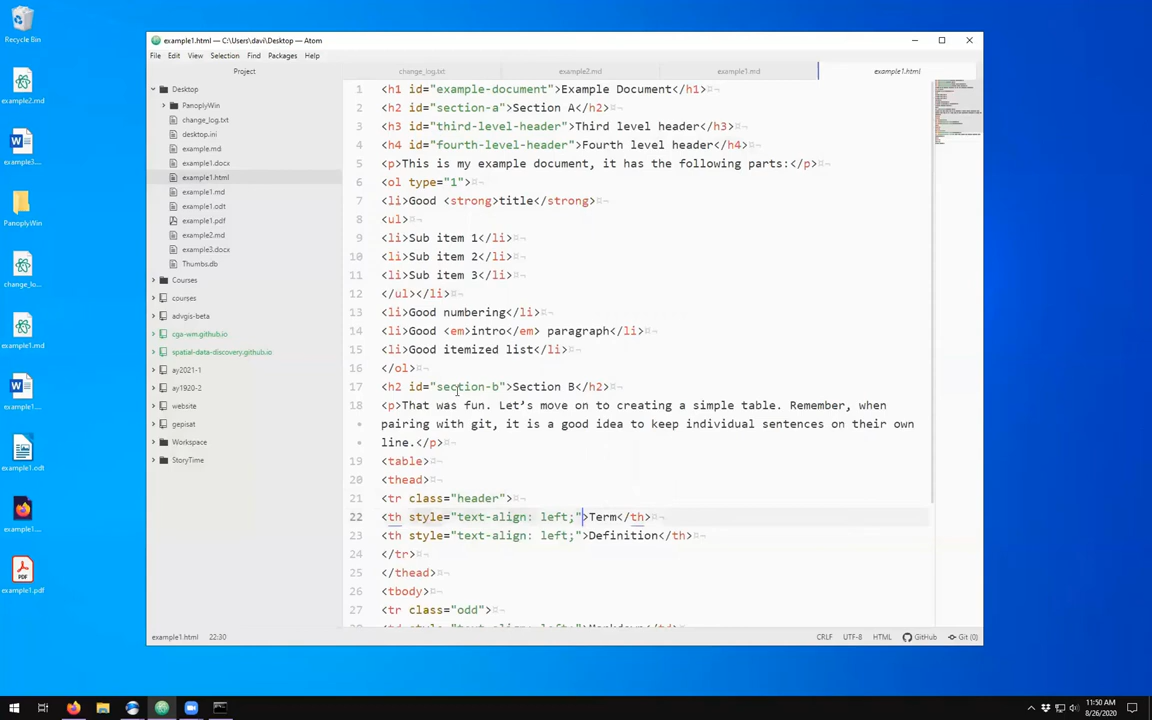 Recycle Bin
example2.md
example3....
PanoplyWin
change_lo...
example1.md
example1....
example1.odt
example1....
example1.pdf
example1.html — C:\Users\davi\Desktop — Atom
File Edit View Selection Find Packages Help
Project
Desktop
PanoplyWin
change_log.txt
desktop.ini
example.md
example1.docx
example1.html
example1.md
example1.odt
example1.pdf
example2.md
example3.docx
Thumbs.db
Courses
courses
advgis-beta
cga-wm.github.io
spatial-data-discovery.github.io
ay2021-1
ay1920-2
website
gepisat
Workspace
StoryTime
change_log.txt example2.md example1.md example1.html
1 <h1 id="example-document">Example Document</h1>
2 <h2 id="section-a">Section A</h2>
3 <h3 id="third-level-header">Third level header</h3>
4 <h4 id="fourth-level-header">Fourth level header</h4>
5 <p>This is my example document, it has the following parts:</p>
6 <ol type="1">
7 <li>Good <strong>title</strong>
8 <ul>
9 <li>Sub item 1</li>
10 <li>Sub item 2</li>
11 <li>Sub item 3</li>
12 </ul></li>
13 <li>Good numbering</li>
14 <li>Good <em>intro</em> paragraph</li>
15 <li>Good itemized list</li>
16 </ol>
17 <h2 id="section-b">Section B</h2>
18 <p>That was fun. Let’s move on to creating a simple table. Remember, when
• pairing with git, it is a good idea to keep individual sentences on their own
• line.</p>
19 <table>
20 <thead>
21 <tr class="header">
22 <th style="text-align: left;">Term</th>
23 <th style="text-align: left;">Definition</th>
24 </tr>
25 </thead>
26 <tbody>
27 <tr class="odd">
28 <td style="text-align: left;">Markdown</td>
example1.html 22:30 CRLF UTF-8 HTML GitHub Git (0)
11:50 AM
8/26/2020